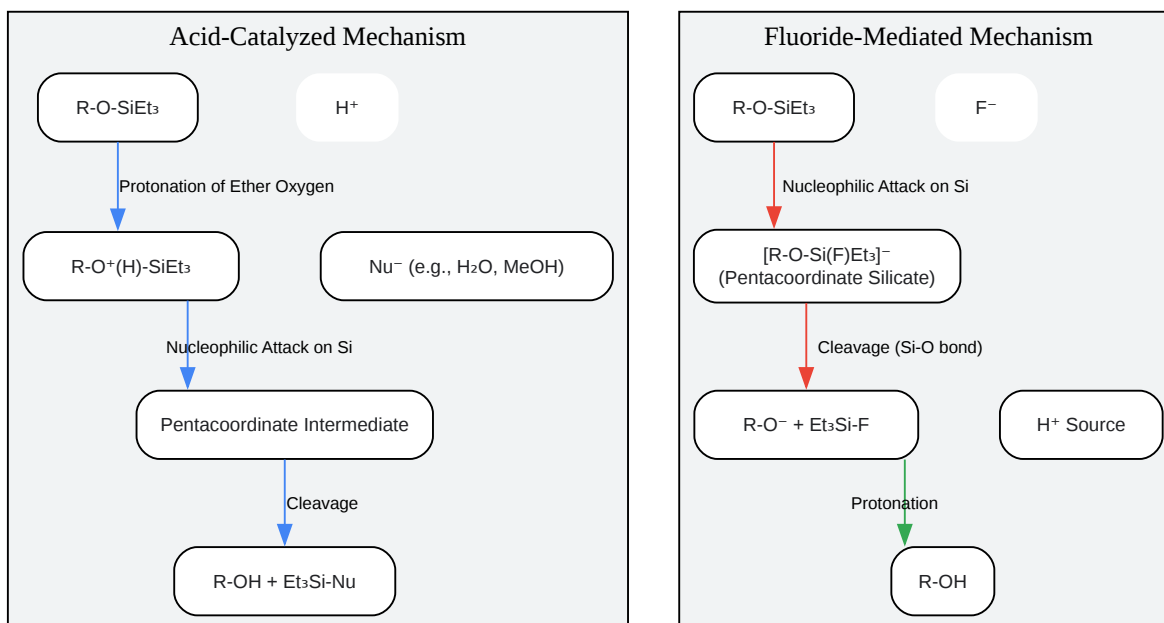 Acid-Catalyzed Mechanism
R-O-SiEt₃
H⁺
Protonation of Ether Oxygen
R-O⁺(H)-SiEt₃
Nu⁻ (e.g., H₂O, MeOH)
Nucleophilic Attack on Si
Pentacoordinate Intermediate
Cleavage
R-OH + Et₃Si-Nu
Fluoride-Mediated Mechanism
R-O-SiEt₃
F⁻
Nucleophilic Attack on Si
[R-O-Si(F)Et₃]⁻
(Pentacoordinate Silicate)
Cleavage (Si-O bond)
R-O⁻ + Et₃Si-F
H⁺ Source
Protonation
R-OH